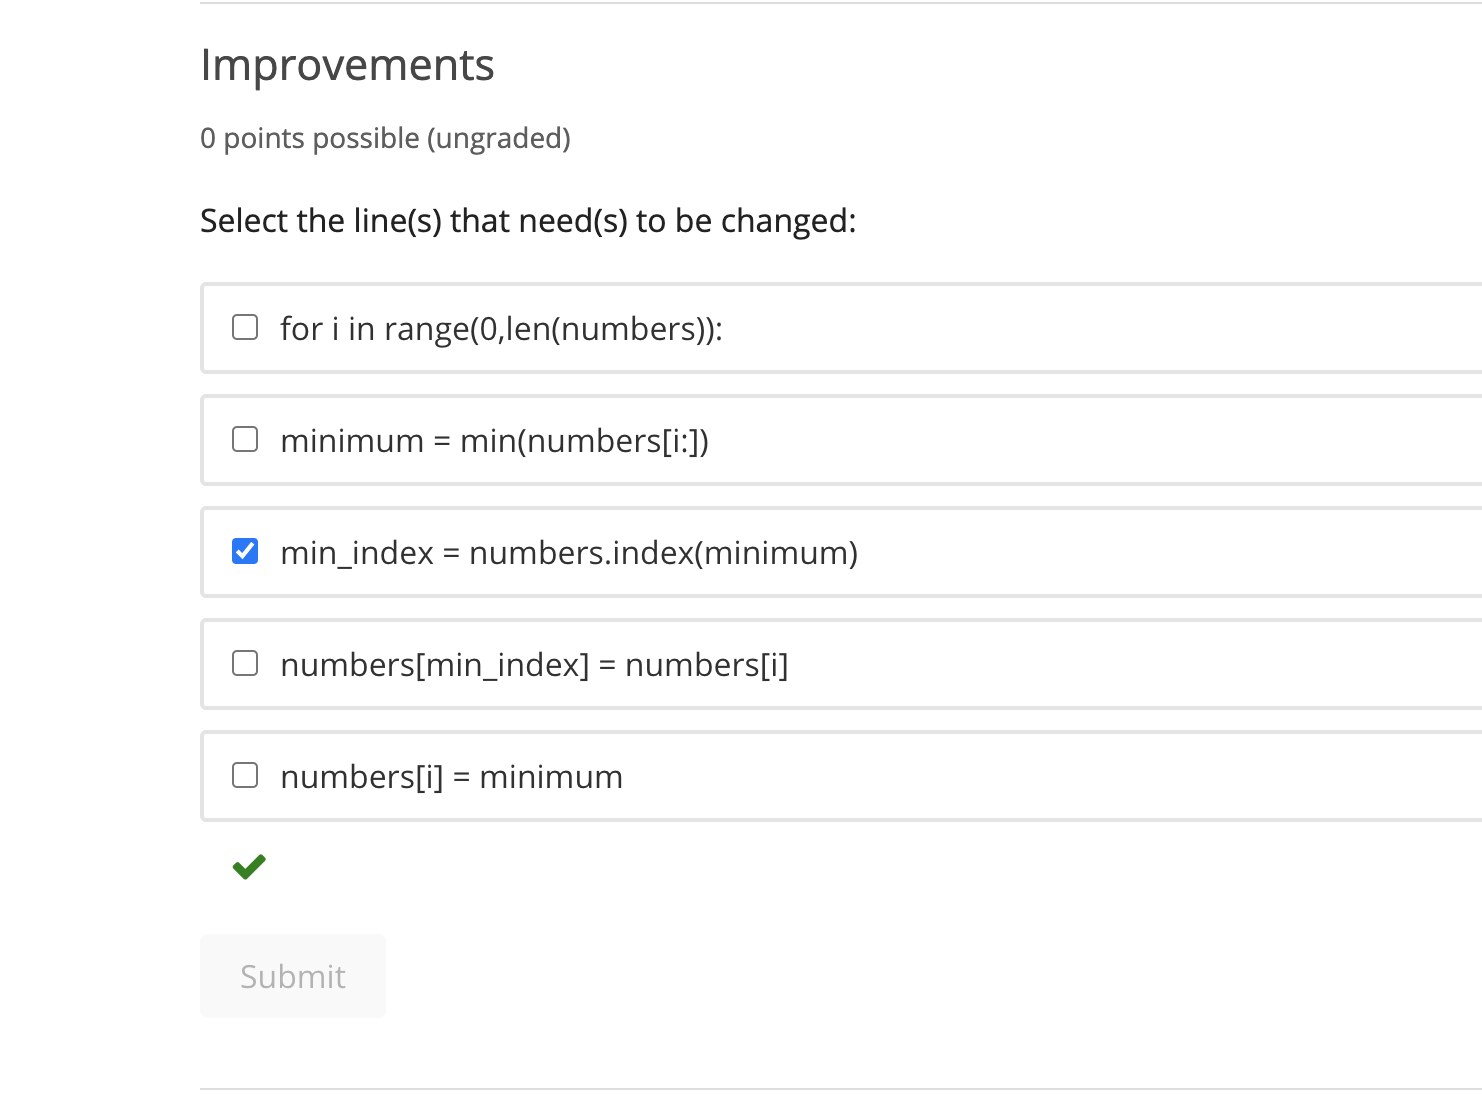 Improvements
0 points possible (ungraded)
Select the line(s) that need(s) to be changed:
for i in range(0,len(numbers)):
minimum = min(numbers[i:])
min_index = numbers.index(minimum)
numbers[min_index] = numbers[i]
numbers[i] = minimum
Submit